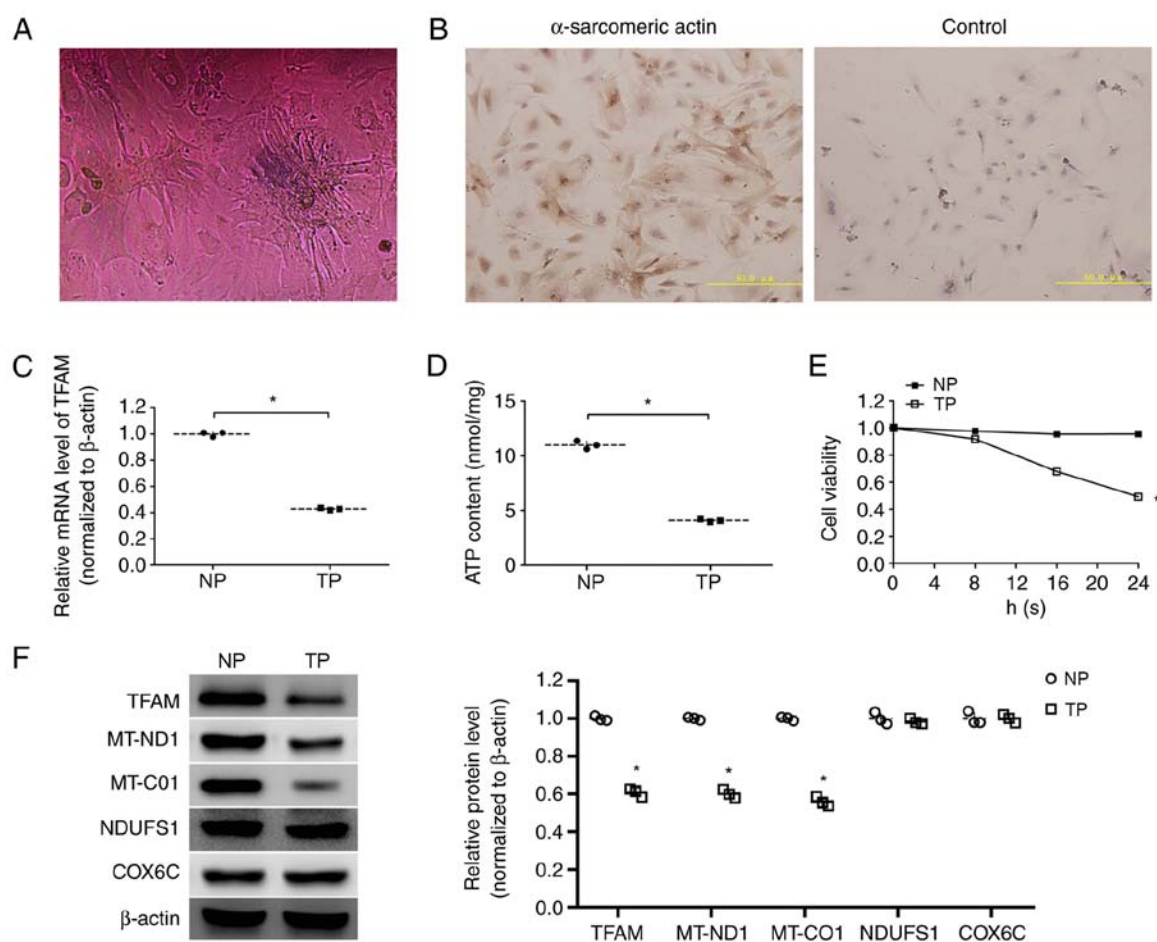 A
B
α-sarcomeric actin
Control
C
Relative mRNA level of TFAM
(normalized to β-actin)
1.2
1.0
0.8
0.6
0.4
0.2
0.0
*
NP
TP
D
ATP content (nmol/mg)
15
10
5
0
*
NP
TP
E
NP
TP
Cell viability
1.2
1.0
0.8
0.6
0.4
0.2
0.0
*
0 4 8 12 16 20 24
h (s)
F
NP TP
TFAM
MT-ND1
MT-C01
NDUFS1
COX6C
β-actin
Relative protein level
(normalized to β-actin)
1.2
1.0
0.8
0.6
0.4
0.2
0.0
NP
TP
* * *
TFAM MT-ND1 MT-CO1 NDUFS1 COX6C